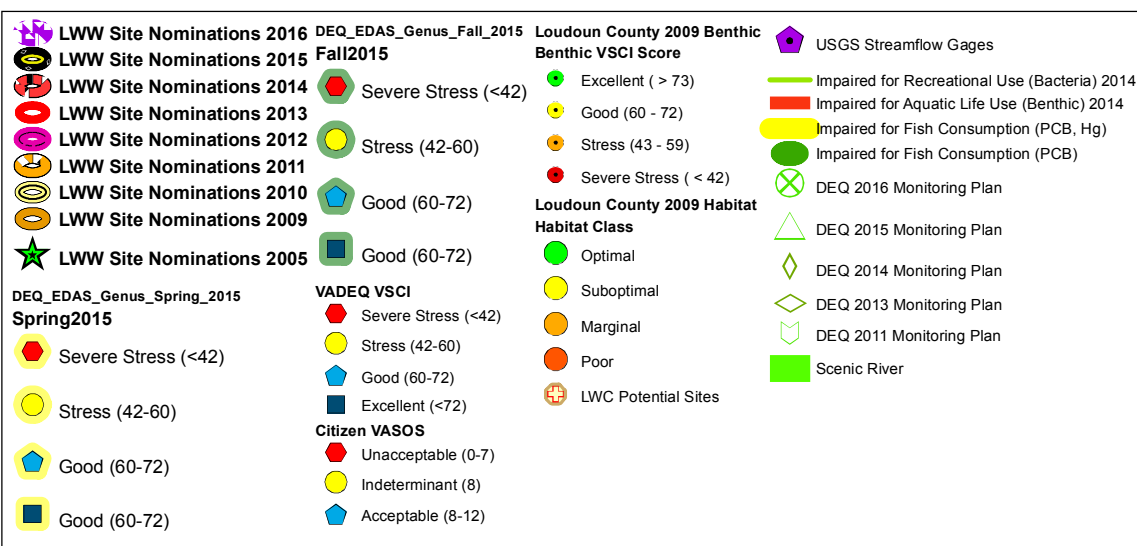 LWW Site Nominations 2016
LWW Site Nominations 2015
LWW Site Nominations 2014
LWW Site Nominations 2013
LWW Site Nominations 2012
LWW Site Nominations 2011
LWW Site Nominations 2010
LWW Site Nominations 2009
LWW Site Nominations 2005
DEQ_EDAS_Genus_Spring_2015
Spring2015
Severe Stress (<42)
Stress (42-60)
Good (60-72)
Good (60-72)
DEQ_EDAS_Genus_Fall_2015
Fall2015
Severe Stress (<42)
Stress (42-60)
Good (60-72)
Good (60-72)
VADEQ VSCI
Severe Stress (<42)
Stress (42-60)
Good (60-72)
Excellent (<72)
Citizen VASOS
Unacceptable (0-7)
Indeterminant (8)
Acceptable (8-12)
Loudoun County 2009 Benthic
Benthic VSCI Score
Excellent ( > 73)
Good (60 - 72)
Stress (43 - 59)
Severe Stress ( < 42)
Loudoun County 2009 Habitat
Habitat Class
Optimal
Suboptimal
Marginal
Poor
LWC Potential Sites
USGS Streamflow Gages
Impaired for Recreational Use (Bacteria) 2014
Impaired for Aquatic Life Use (Benthic) 2014
Impaired for Fish Consumption (PCB, Hg)
Impaired for Fish Consumption (PCB)
DEQ 2016 Monitoring Plan
DEQ 2015 Monitoring Plan
DEQ 2014 Monitoring Plan
DEQ 2013 Monitoring Plan
DEQ 2011 Monitoring Plan
Scenic River